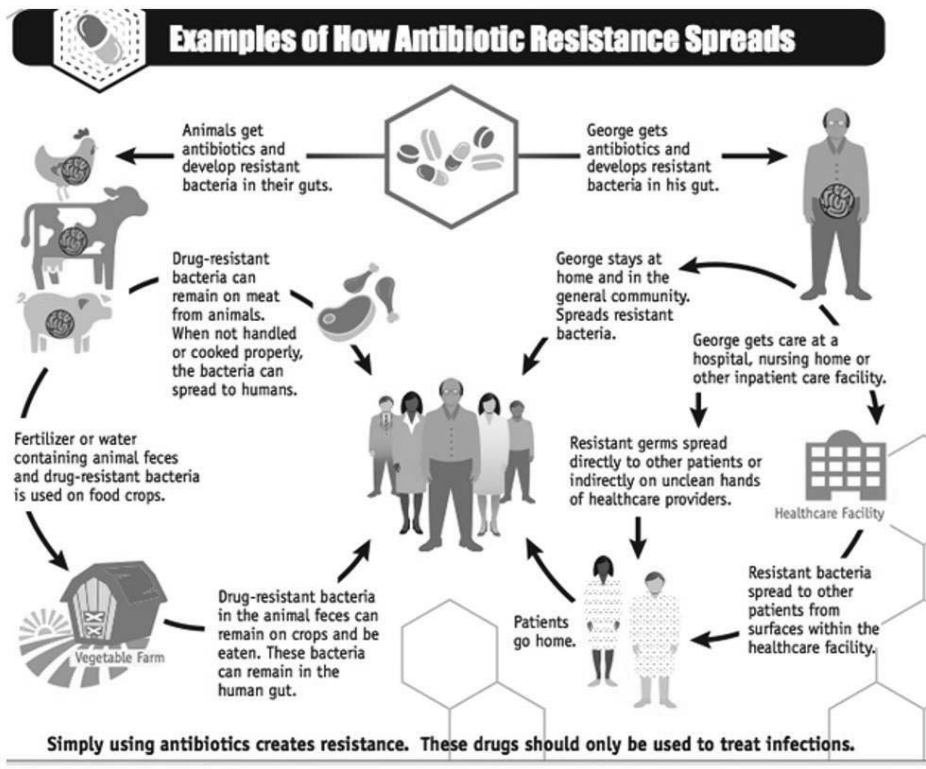 Examples of How Antibiotic Resistance Spreads
Animals get
antibiotics and
develop resistant
bacteria in their guts.
George gets
antibiotics and
develops resistant
bacteria in his gut.
Drug-resistant
bacteria can
remain on meat
from animals.
When not handled
or cooked properly,
the bacteria can
spread to humans.
George stays at
home and in the
general community.
Spreads resistant
bacteria.
George gets care at a
hospital, nursing home or
other inpatient care facility.
Fertilizer or water
containing animal feces
and drug-resistant bacteria
is used on food crops.
Resistant germs spread
directly to other patients or
indirectly on unclean hands
of healthcare providers.
Healthcare Facility
Vegetable Farm
Drug-resistant bacteria
in the animal feces can
remain on crops and be
eaten. These bacteria
can remain in the
human gut.
Patients
go home.
Resistant bacteria
spread to other
patients from
surfaces within the
healthcare facility.
Simply using antibiotics creates resistance. These drugs should only be used to treat infections.